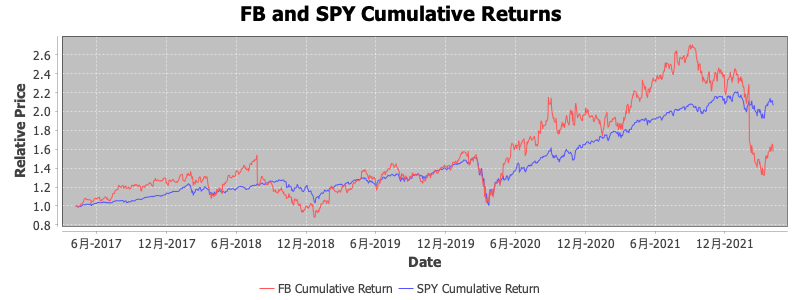 FB and SPY Cumulative Returns
Relative Price
2.6
2.4
2.2
2.0
1.8
1.6
1.4
1.2
1.0
0.8
6月-2017 12月-2017 6月-2018 12月-2018 6月-2019 12月-2019 6月-2020 12月-2020 6月-2021 12月-2021
Date
FB Cumulative Return SPY Cumulative Returns